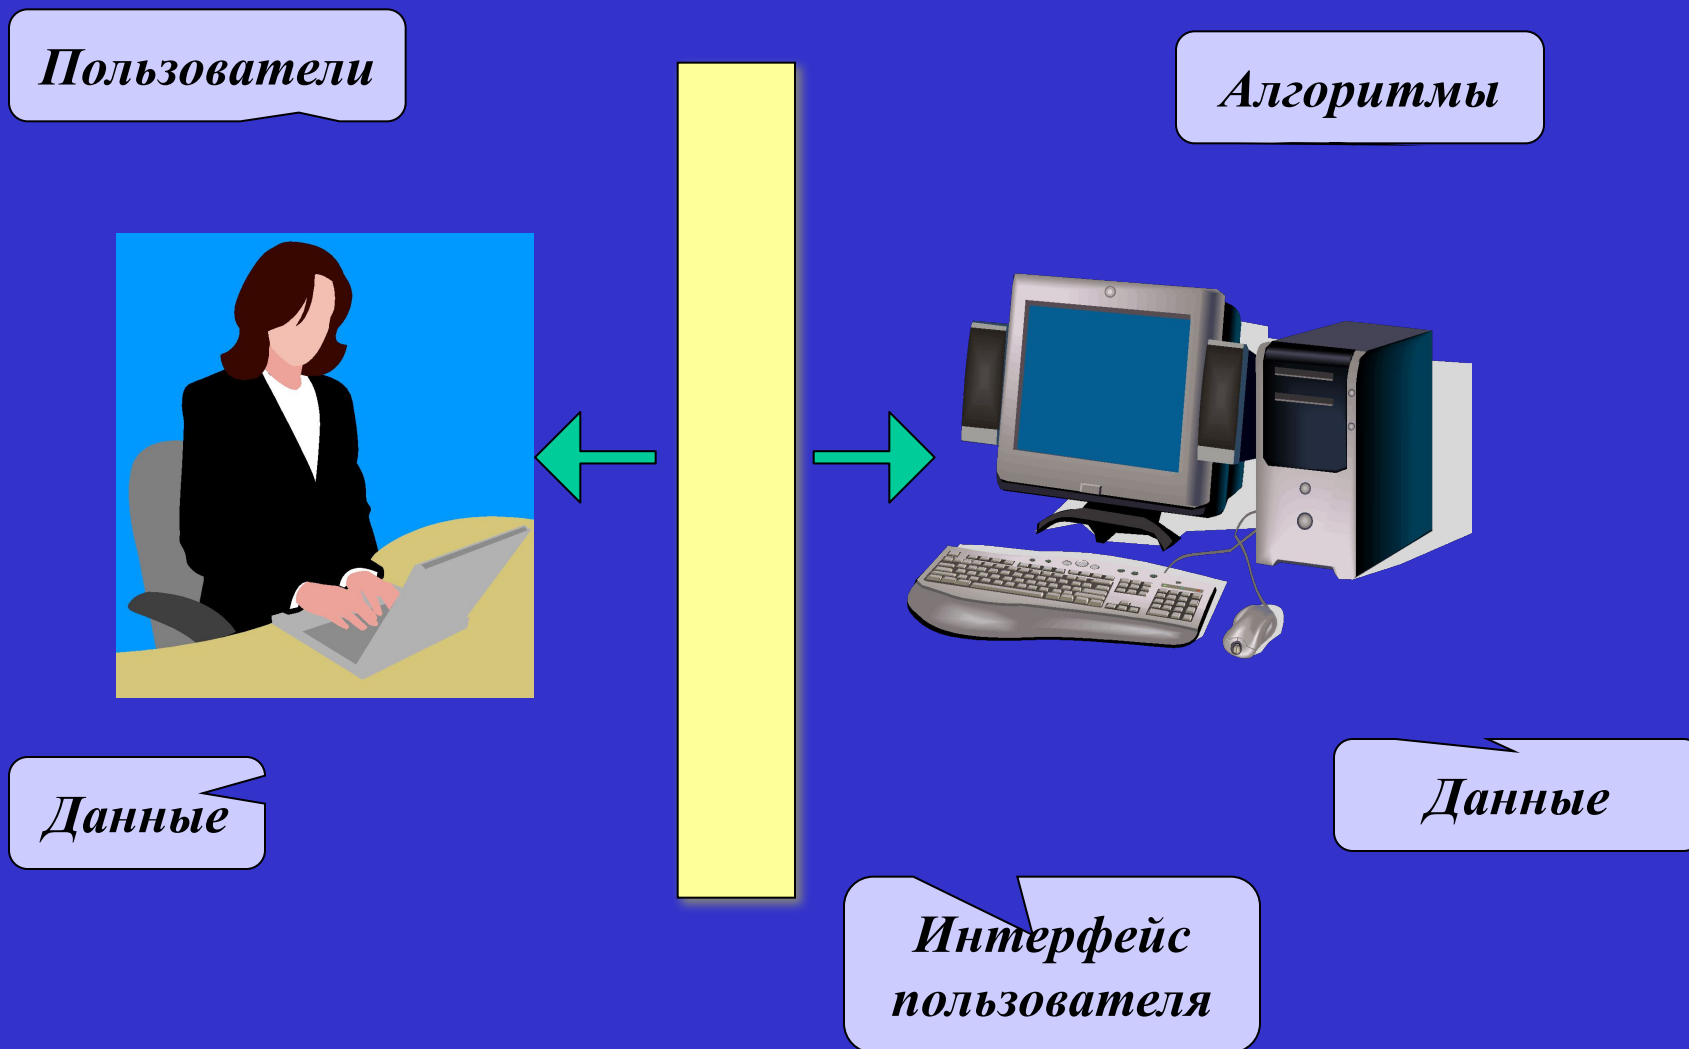 Пользователи
Алгоритмы
Данные
Данные
Интерфейс
пользователя